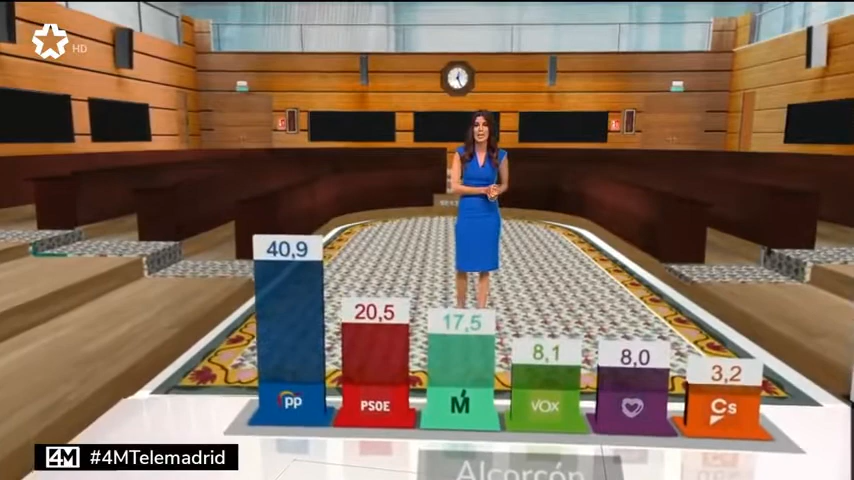 HD
40,9
20,5
17,5
8,1
8,0
3,2
pp
PSOE
M
VOX
Cs
4M #4MTelemadrid
Alcorcón